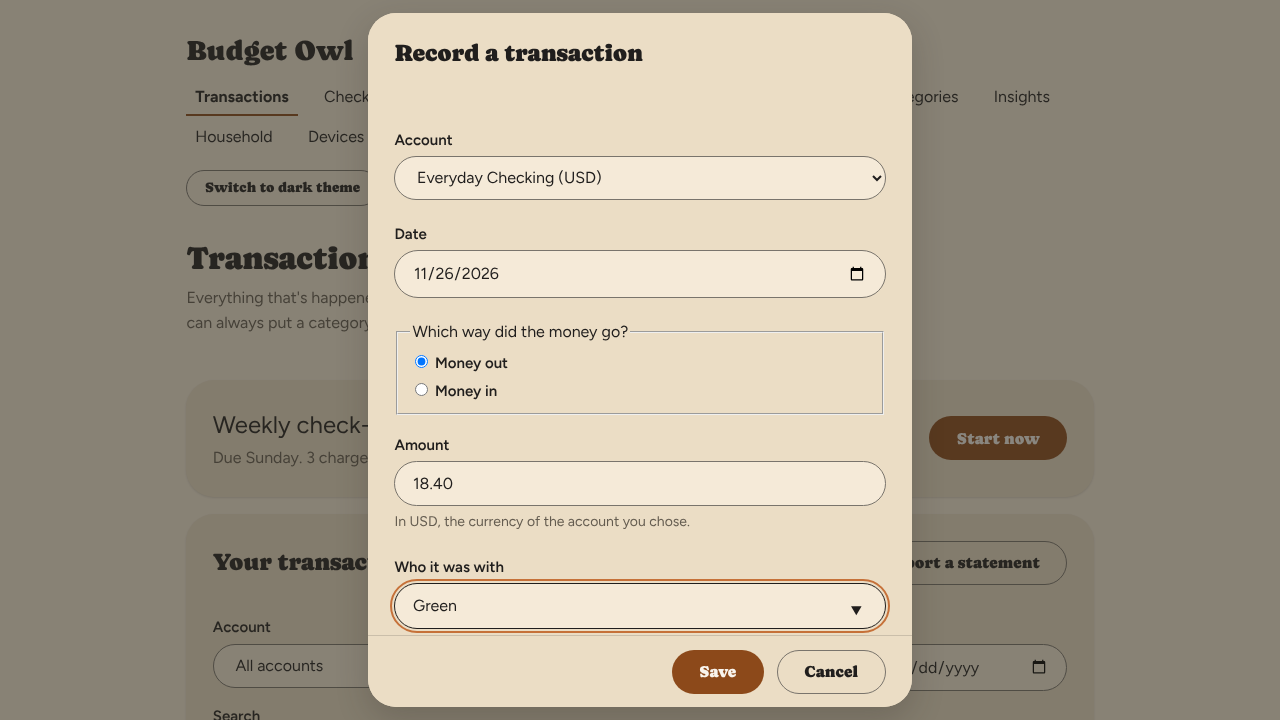 Budget Owl
Transactions
Check
egories
Insights
Household
Devices
Switch to dark theme
Transaction
Everything that's happene
can always put a category
Weekly check-
Due Sunday. 3 charge
Start now
Your transac
port a statement
Account
All accounts
/dd/yyyy
Search
Record a transaction
Account
Everyday Checking (USD)
Date
11/26/2026
Which way did the money go?
Money out
Money in
Amount
18.40
In USD, the currency of the account you chose.
Who it was with
Green
Save
Cancel